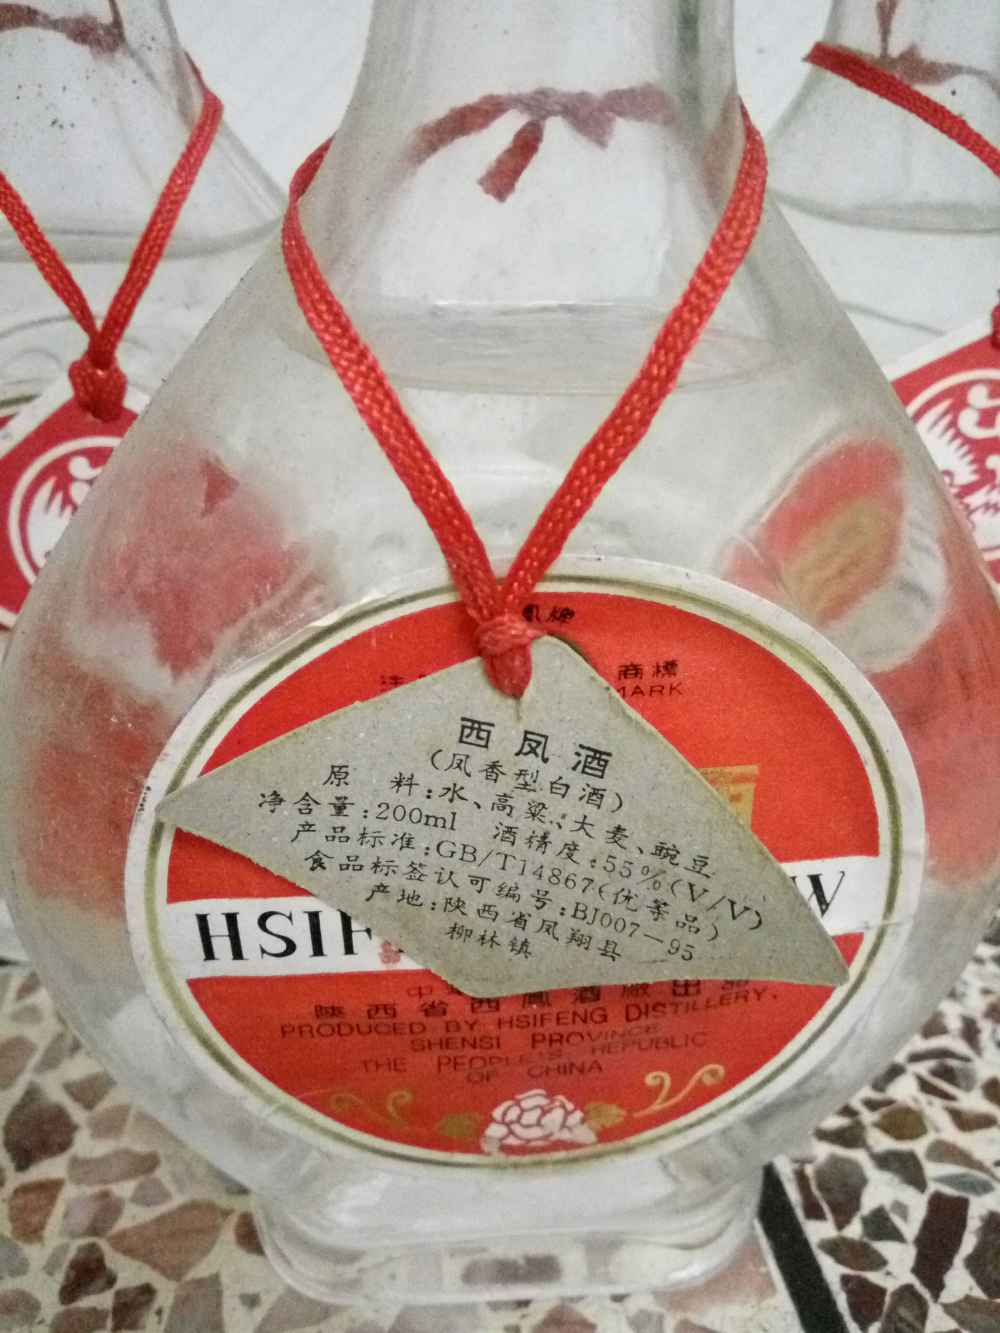 鳳牌
商標
MARK
西凤酒
(凤香型白酒)
原 料:水、高粱、大麦、豌豆
净含量:200ml 酒精度:55%(V/V)
产品标准:GB/T14867(优等品)
食品标签认可编号:BJ007—95
产地:陕西省凤翔县
柳林镇
HSIF
陝西省西鳳酒廠出
PRODUCED BY HSIFENG DISTILLERY,
SHENSI PROVINCE
THE PEOPLE'S REPUBLIC
OF CHINA